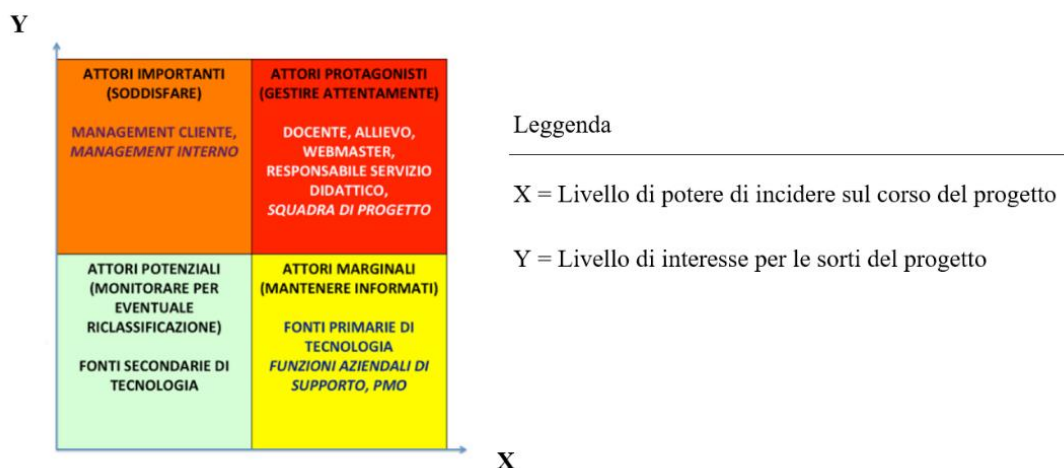 Y
ATTORI IMPORTANTI
(SODDISFARE)
MANAGEMENT CLIENTE,
MANAGEMENT INTERNO
ATTORI PROTAGONISTI
(GESTIRE ATTENTAMENTE)
DOCENTE, ALLIEVO,
WEBMASTER,
RESPONSABILE SERVIZIO
DIDATTICO,
SQUADRA DI PROGETTO
ATTORI POTENZIALI
(MONITORARE PER
EVENTUALE
RICLASSIFICAZIONE)
FONTI SECONDARIE DI
TECNOLOGIA
ATTORI MARGINALI
(MANTENERE INFORMATI)
FONTI PRIMARIE DI
TECNOLOGIA
FUNZIONI AZIENDALI DI
SUPPORTO, PMO
X
Leggenda
X = Livello di potere di incidere sul corso del progetto
Y = Livello di interesse per le sorti del progetto